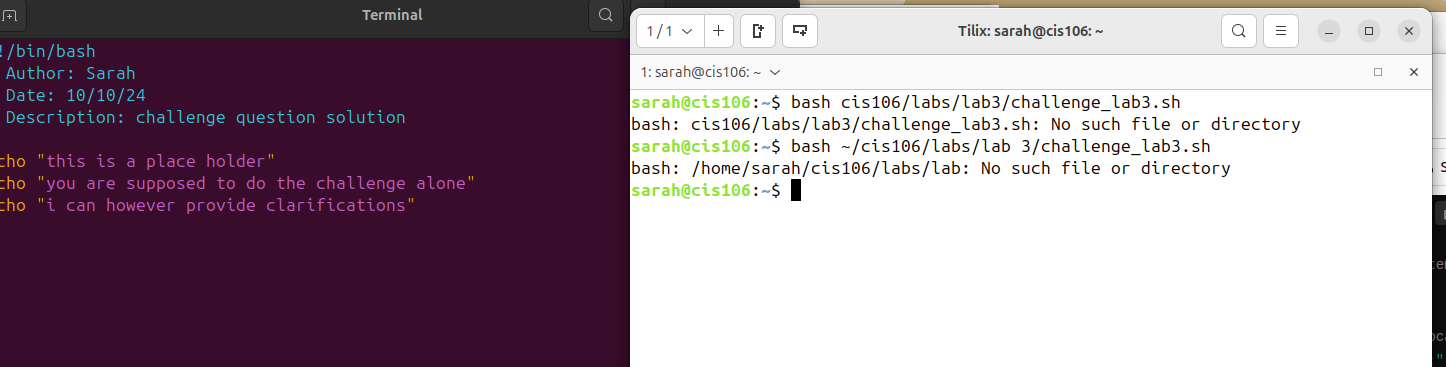 Terminal
!/bin/bash
Author: Sarah
Date: 10/10/24
Description: challenge question solution
cho "this is a place holder"
cho "you are supposed to do the challenge alone"
cho "i can however provide clarifications"
1 / 1
Tilix: sarah@cis106: ~
1: sarah@cis106: ~
sarah@cis106:~$ bash cis106/labs/lab3/challenge_lab3.sh
bash: cis106/labs/lab3/challenge_lab3.sh: No such file or directory
sarah@cis106:~$ bash ~/cis106/labs/lab 3/challenge_lab3.sh
bash: /home/sarah/cis106/labs/lab: No such file or directory
sarah@cis106:~$